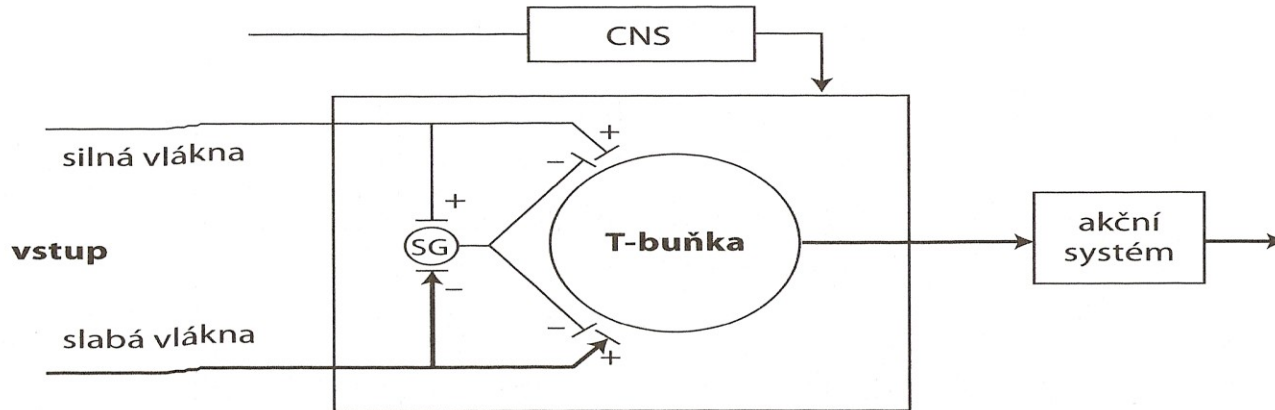 CNS
silná vlákna
+
−
+
vstup
SG
T-buňka
akční
systém
−
−
slabá vlákna
+